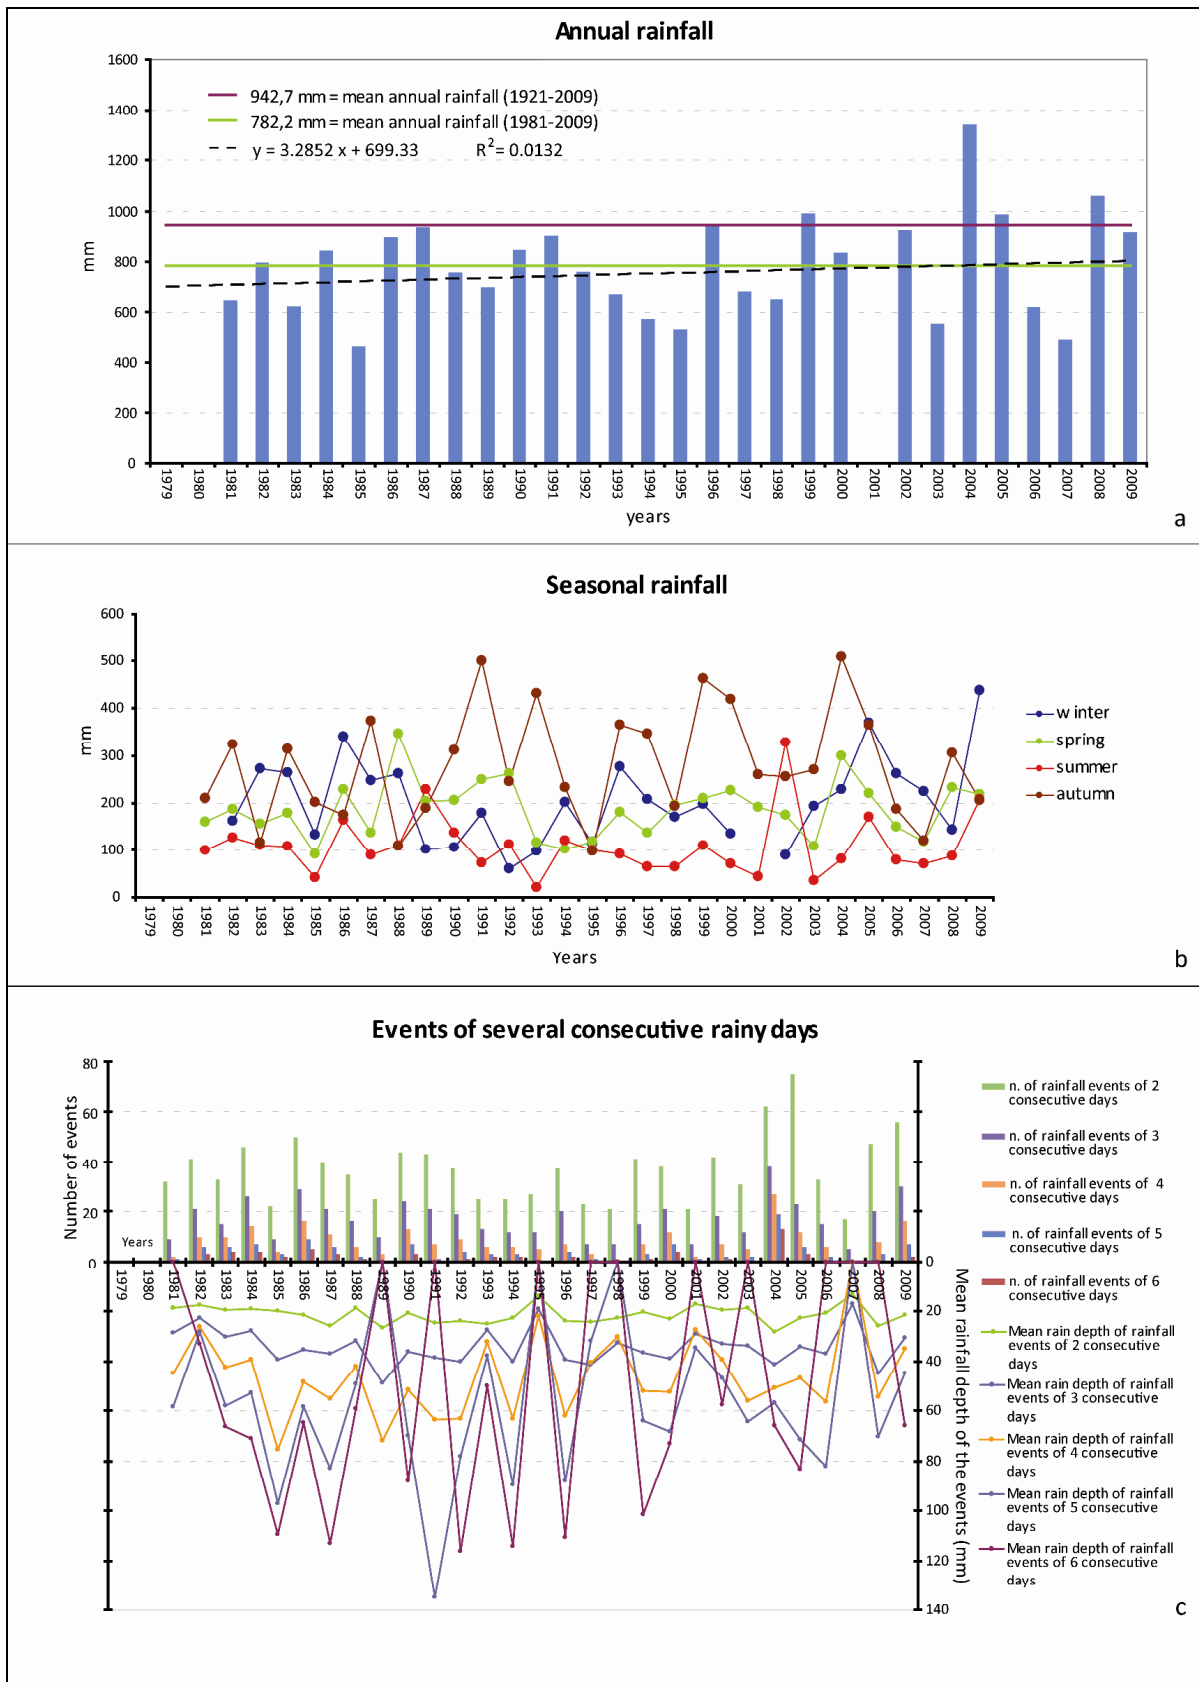 Annual rainfall
1600
1400
1200
1000
800
600
400
200
0
mm
942,7 mm = mean annual rainfall (1921-2009)
782,2 mm = mean annual rainfall (1981-2009)
y = 3.2852 x + 699.33 R2 = 0.0132
1979 1980 1981 1982 1983 1984 1985 1986 1987 1988 1989 1990 1991 1992 1993 1994 1995 1996 1997 1998 1999 2000 2001 2002 2003 2004 2005 2006 2007 2008 2009
years
a
Seasonal rainfall
600
500
400
300
200
100
0
mm
winter
spring
summer
autumn
1979 1980 1981 1982 1983 1984 1985 1986 1987 1988 1989 1990 1991 1992 1993 1994 1995 1996 1997 1998 1999 2000 2001 2002 2003 2004 2005 2006 2007 2008 2009
Years
b
Events of several consecutive rainy days
80
60
40
20
0
Number of events
Years
1979 1980 1981 1982 1983 1984 1985 1986 1987 1988 1989 1990 1991 1992 1993 1994 1995 1996 1997 1998 1999 2000 2001 2002 2003 2004 2005 2006 2007 2008 2009
0
20
40
60
80
100
120
140
Mean rainfall depth of the events (mm)
n. of rainfall events of 2
consecutive days
n. of rainfall events of 3
consecutive days
n. of rainfall events of 4
consecutive days
n. of rainfall events of 5
consecutive days
n. of rainfall events of 6
consecutive days
Mean rain depth of rainfall
events of 2 consecutive
days
Mean rain depth of rainfall
events of 3 consecutive
days
Mean rain depth of rainfall
events of 4 consecutive
days
Mean rain depth of rainfall
events of 5 consecutive
days
Mean rain depth of rainfall
events of 6 consecutive
days
c